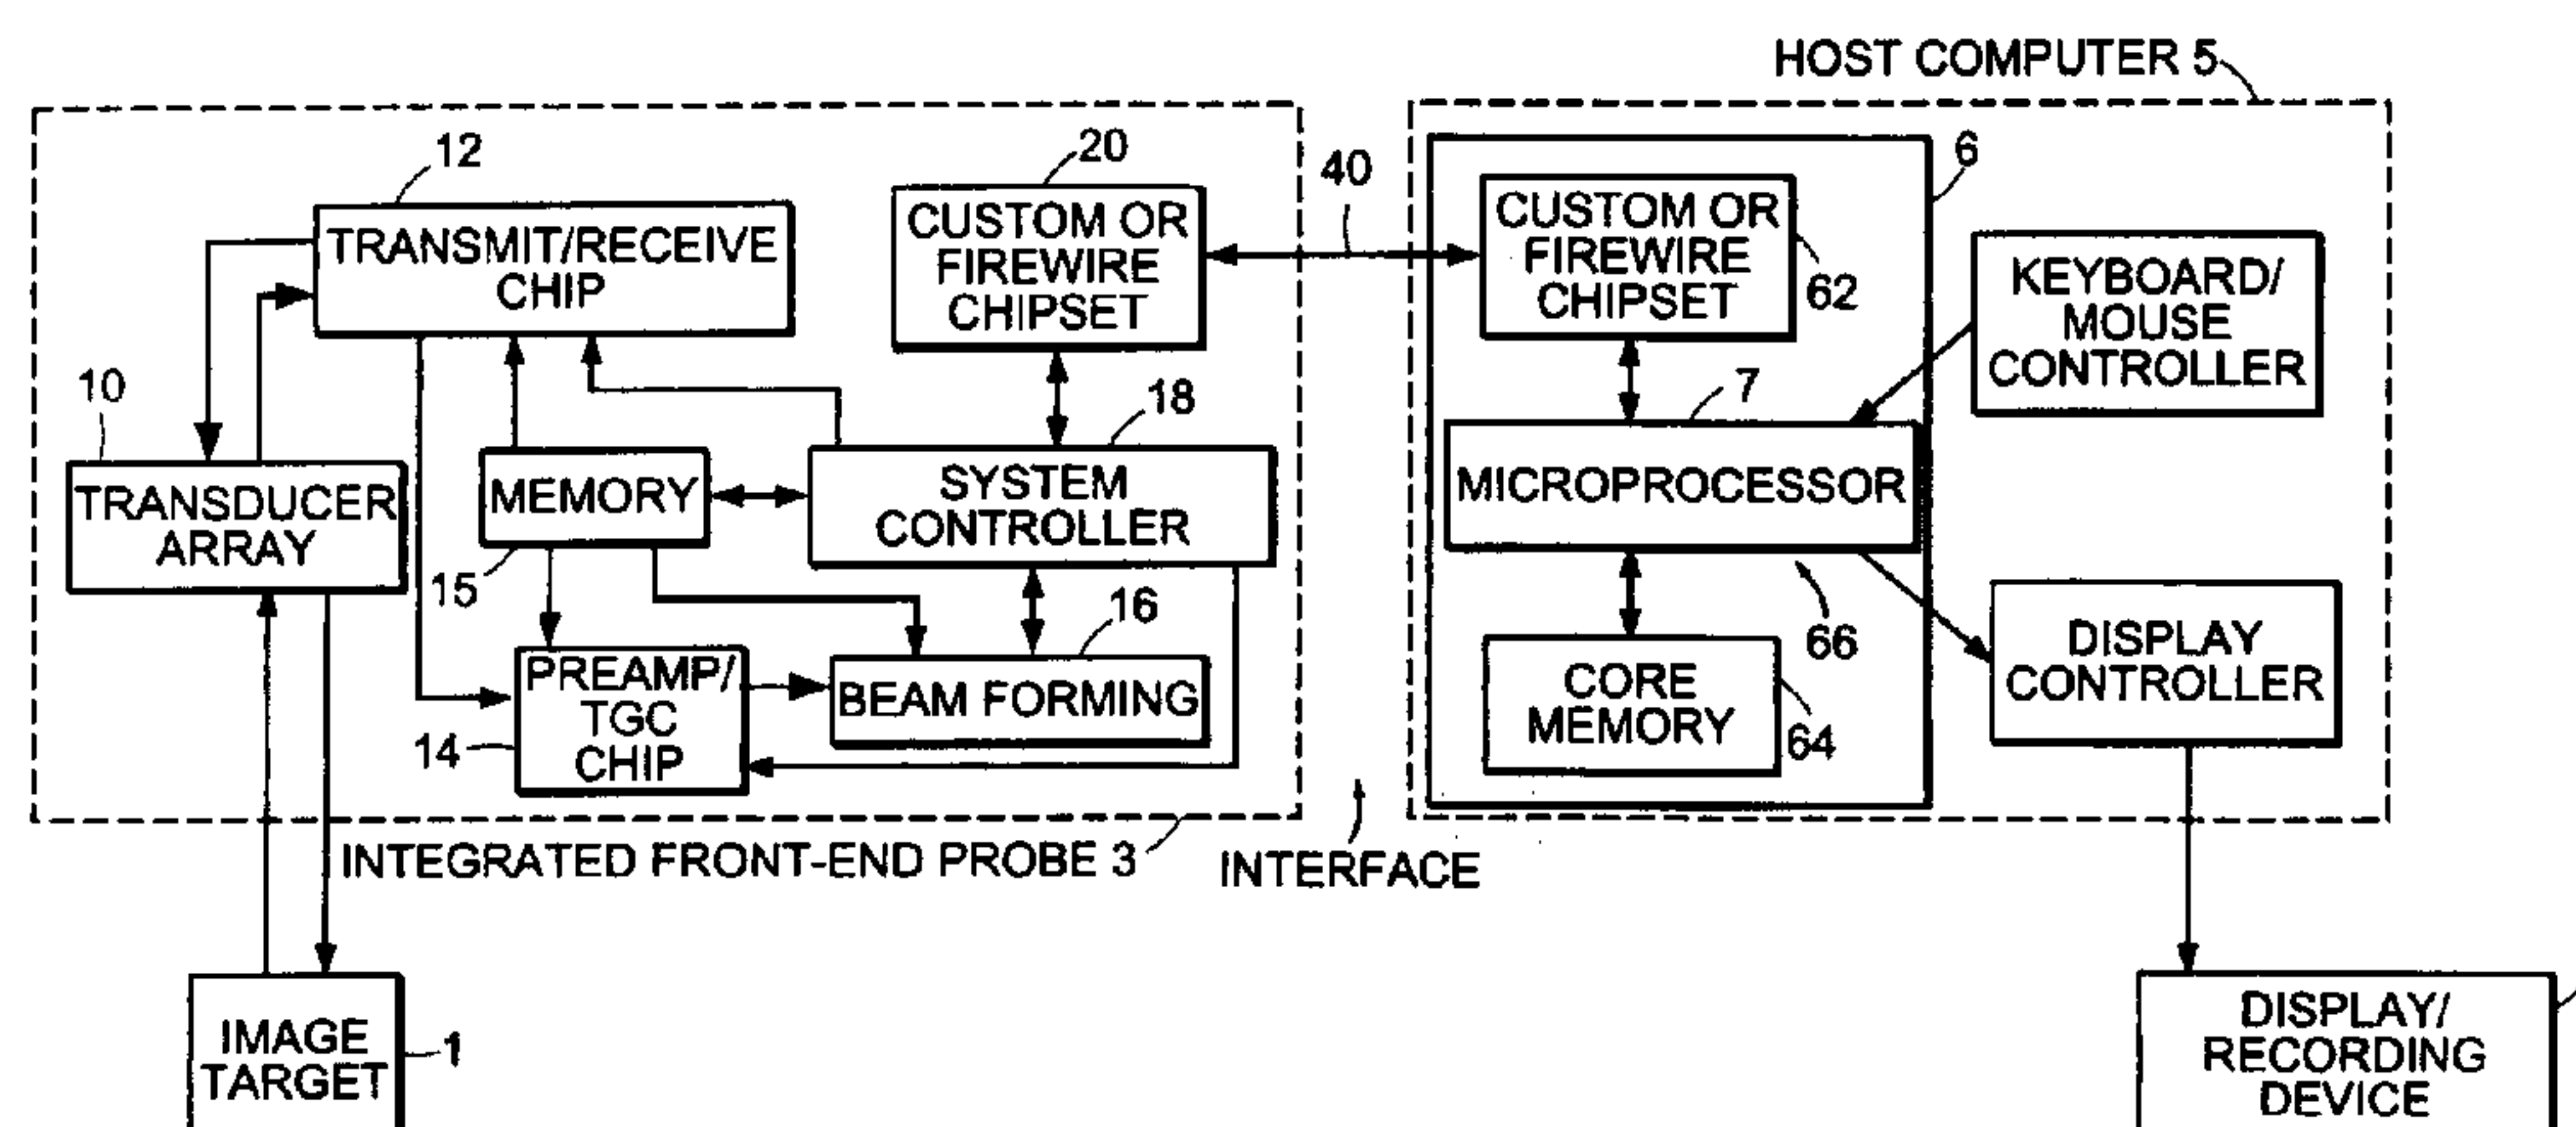 HOST COMPUTER 5
12
20
40
6
TRANSMIT/RECEIVE
CHIP
CUSTOM OR
FIREWIRE
CHIPSET
CUSTOM OR
FIREWIRE
CHIPSET
62
KEYBOARD/
MOUSE
CONTROLLER
10
18
7
TRANSDUCER
ARRAY
MEMORY
15
SYSTEM
CONTROLLER
MICROPROCESSOR
16
66
PREAMP/
TGC
CHIP
14
BEAM FORMING
CORE
MEMORY
64
DISPLAY
CONTROLLER
INTEGRATED FRONT-END PROBE 3
INTERFACE
IMAGE
TARGET
1
DISPLAY/
RECORDING
DEVICE